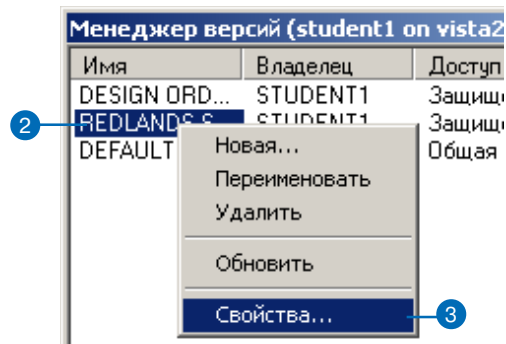 Менеджер версий (student1 on vista2
Имя Владелец Доступ
DESIGN ORD... STUDENT1 Защищ
2 REDLANDS S... STUDENT1 Защищ
DEFAULT Общая
Новая...
Переименовать
Удалить
Обновить
Свойства... 3